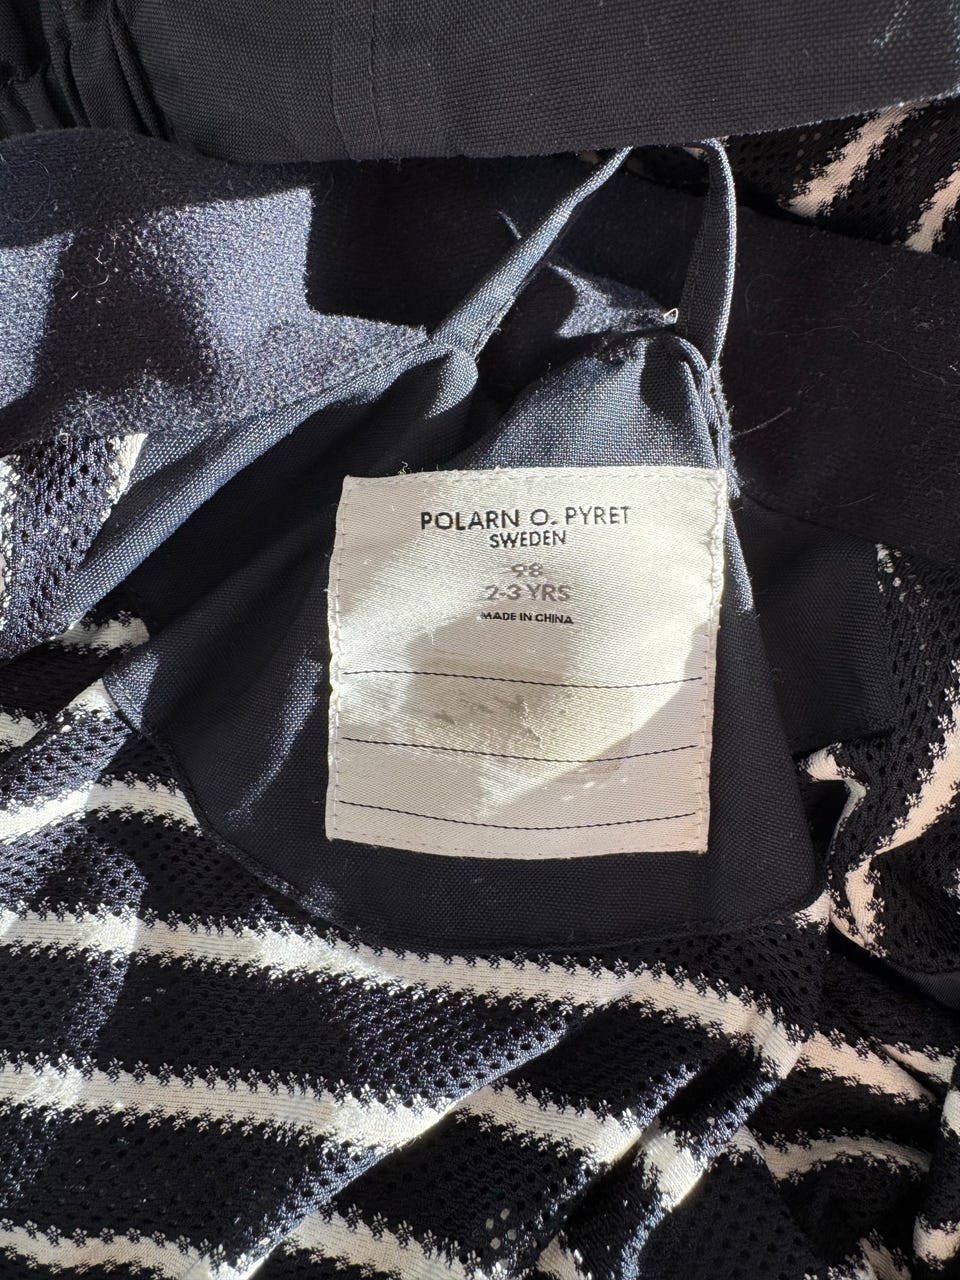 POLARN O. PYRET
SWEDEN
98
2-3 YRS
MADE IN CHINA